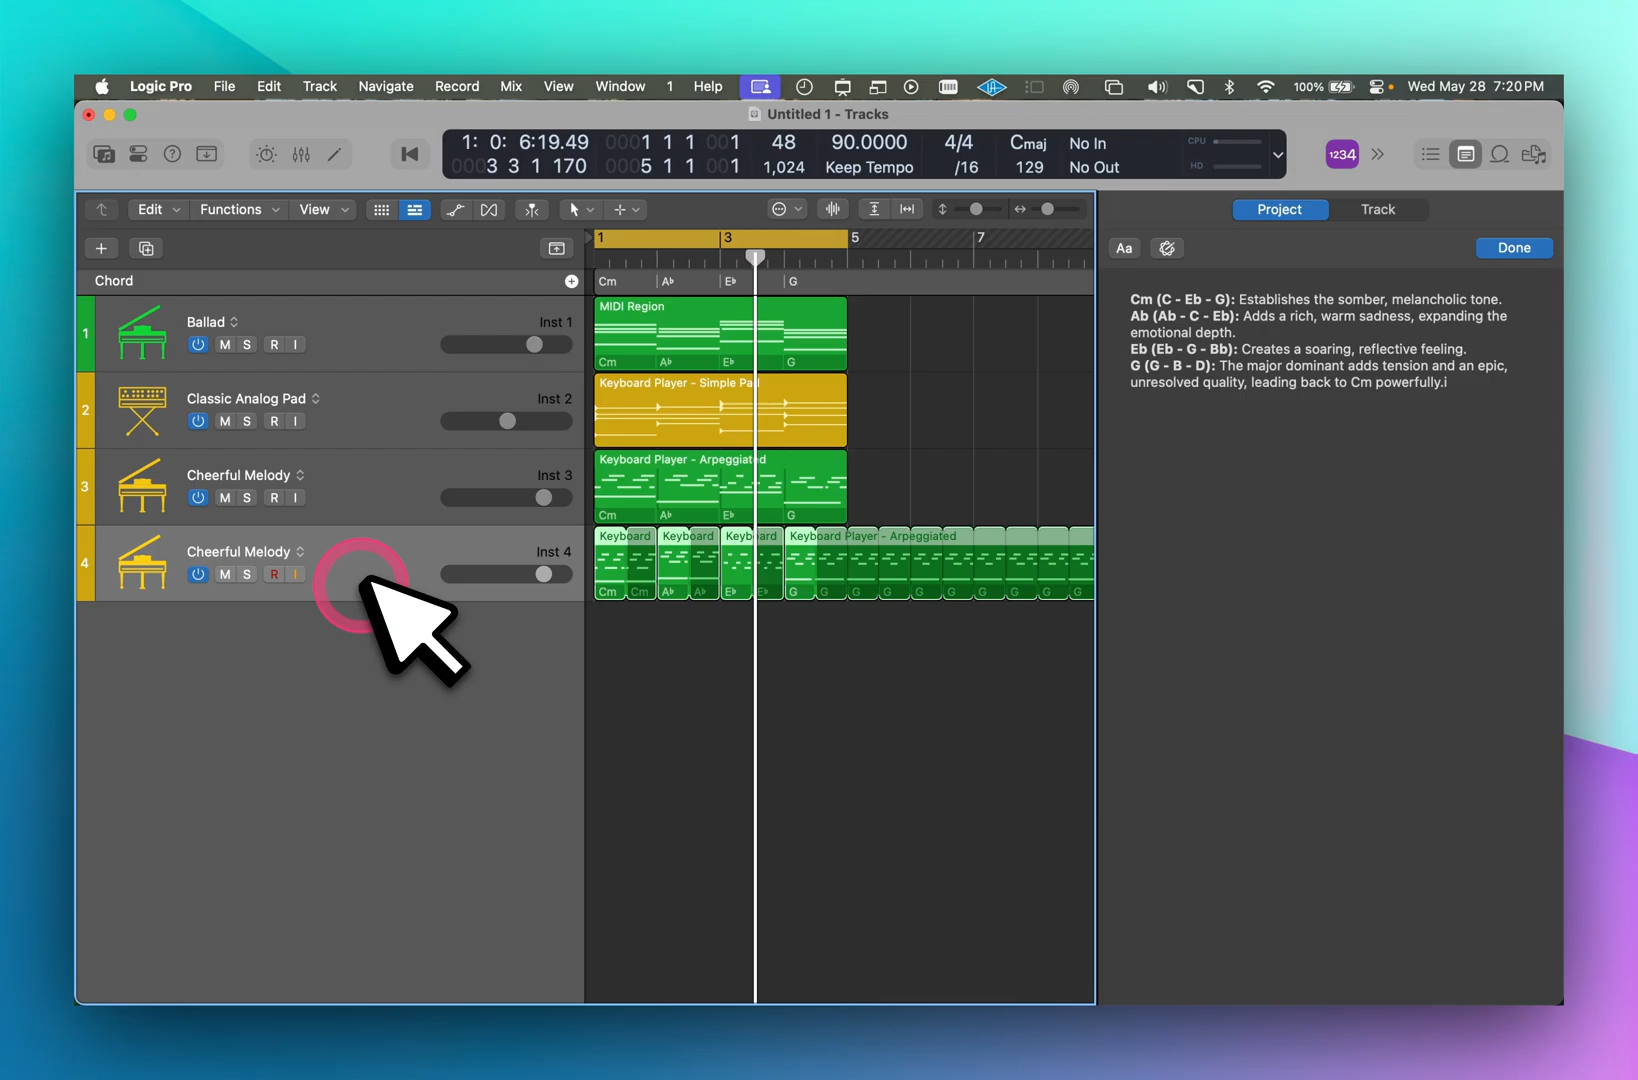 Logic Pro File Edit Track Navigate Record Mix View Window 1 Help 100% Wed May 28 7:20 PM
Untitled 1 - Tracks
1: 0: 6:19.49 0001 1 1 001 48 90.0000 4/4 Cmaj No In CPU
0003 3 1 170 0005 1 1 001 1,024 Keep Tempo /16 129 No Out HD
1234
Edit Functions View
Project Track
1 3 5 7
Aa Done
Chord
Cm Ab Eb G
Cm (C - Eb - G): Establishes the somber, melancholic tone.
Ab (Ab - C - Eb): Adds a rich, warm sadness, expanding the
emotional depth.
Eb (Eb - G - Bb): Creates a soaring, reflective feeling.
G (G - B - D): The major dominant adds tension and an epic,
unresolved quality, leading back to Cm powerfully.i
1
Ballad
Inst 1
M S R I
MIDI Region
Cm Ab Eb G
2
Classic Analog Pad
Inst 2
M S R I
Keyboard Player - Simple Pad
3
Cheerful Melody
Inst 3
M S R I
Keyboard Player - Arpeggiated
Cm Ab Eb G
4
Cheerful Melody
Inst 4
M S R I
Keyboard Keyboard Keyboard Keyboard Player - Arpeggiated
Cm Cm Ab Ab Eb Eb G G G G G G G G G G